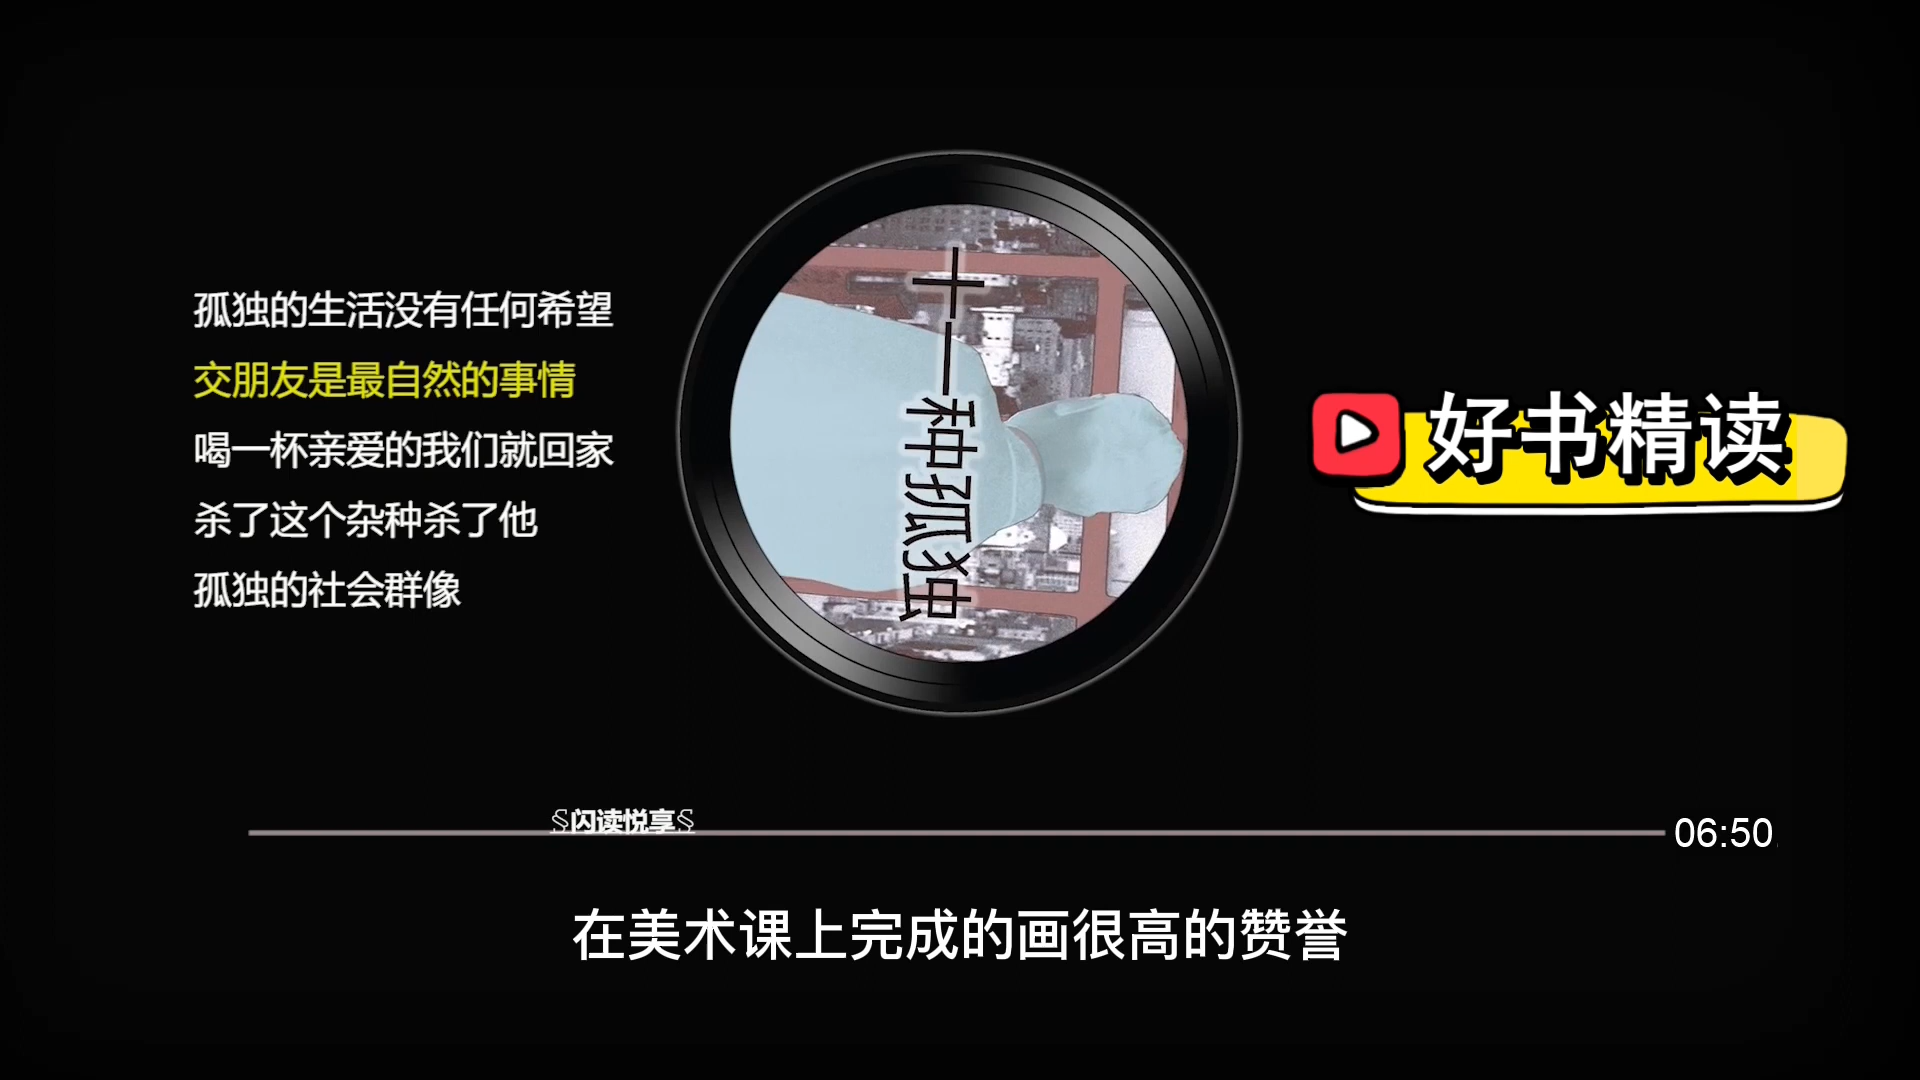 孤独的生活没有任何希望
交朋友是最自然的事情
喝一杯亲爱的我们就回家
杀了这个杂种杀了他
孤独的社会群像
十一种孤独
好书精读
§闪读悦享§
06:50
在美术课上完成的画很高的赞誉